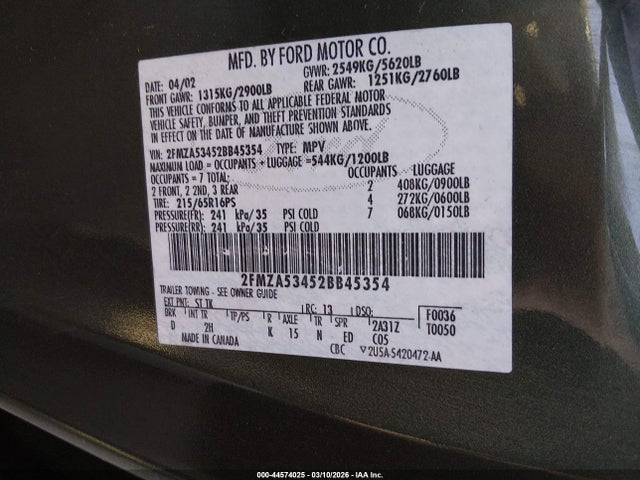 MFD. BY FORD MOTOR CO.
DATE: 04/02
GVWR: 2549KG/5620LB
FRONT GAWR: 1315KG/2900LB
REAR GAWR: 1251KG/2760LB
THIS VEHICLE CONFORMS TO ALL APPLICABLE FEDERAL MOTOR
VEHICLE SAFETY, BUMPER, AND THEFT PREVENTION STANDARDS
IN EFFECT ON THE DATE OF MANUFACTURE SHOWN ABOVE.
VIN: 2FMZA53452BB45354 TYPE: MPV
MAXIMUM LOAD = OCCUPANTS + LUGGAGE =544KG/1200LB
OCCUPANTS = 7 TOTAL: OCCUPANTS LUGGAGE
2 FRONT, 2 2ND, 3 REAR 2 408KG/0900LB
TIRE: 215/65R16PS 4 272KG/0600LB
PRESSURE(FR): 241 kPa/35 PSI COLD 7 068KG/0150LB
PRESSURE(RR): 241 kPa/35 PSI COLD
2FMZA53452BB45354
TRAILER TOWING - SEE OWNER GUIDE
EXT PNT: ST TK RC: 13 DSO: F0036
BRK INT TR TP/PS R AXLE TR SPR 2A31Z T0050
D 2H K 15 N ED C05
MADE IN CANADA CBC ▽2U5A-5420472-AA
000-44574025 - 03/10/2026 - IAA Inc.